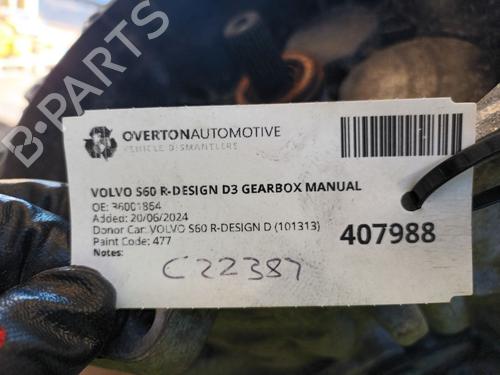 B-PARTS
OVERTONAUTOMOTIVE
VEHICLE DISMANTLERS
VOLVO S60 R-DESIGN D3 GEARBOX MANUAL
OE: 36001864
Added: 20/06/2024
Donor Car: VOLVO S60 R-DESIGN D (101313)
Paint Code: 477
Notes:
407988
C22387